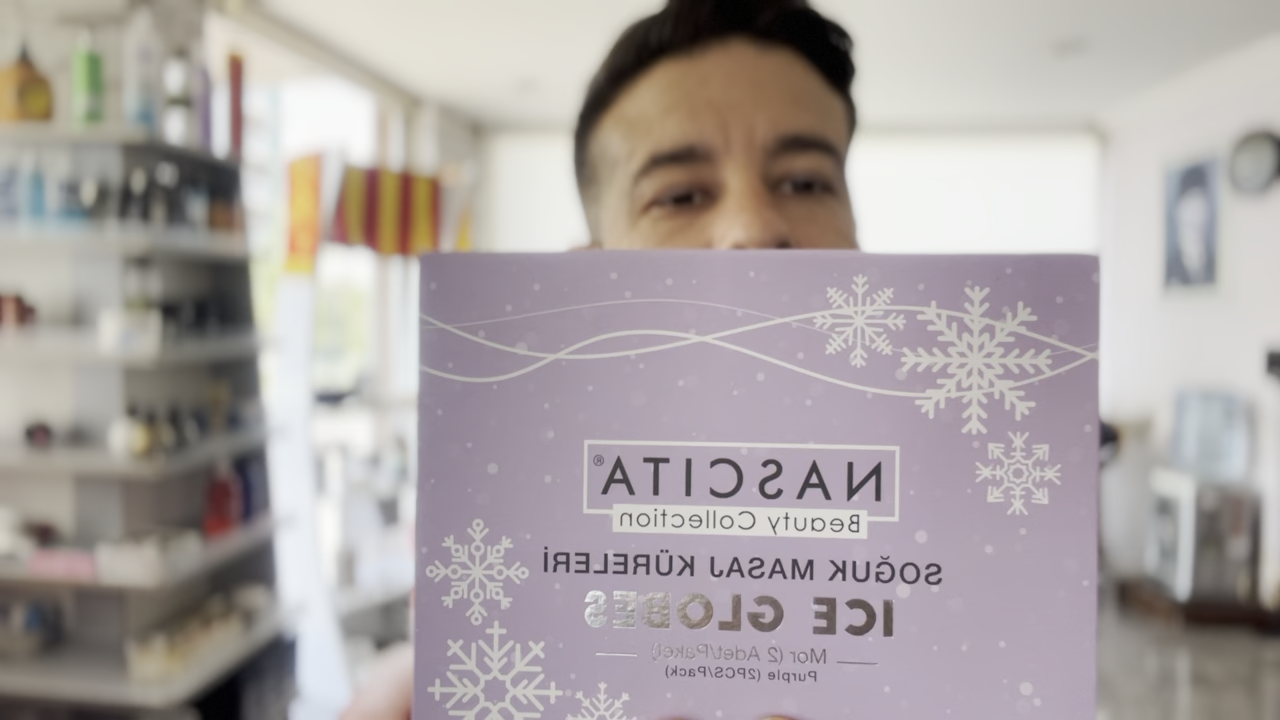 NASCITA®
Beauty Collection
SOĞUK MASAJ KÜRELERİ
ICE GLOBES
Mor (2 Adet/Paket)
Purple (2PCS/Pack)